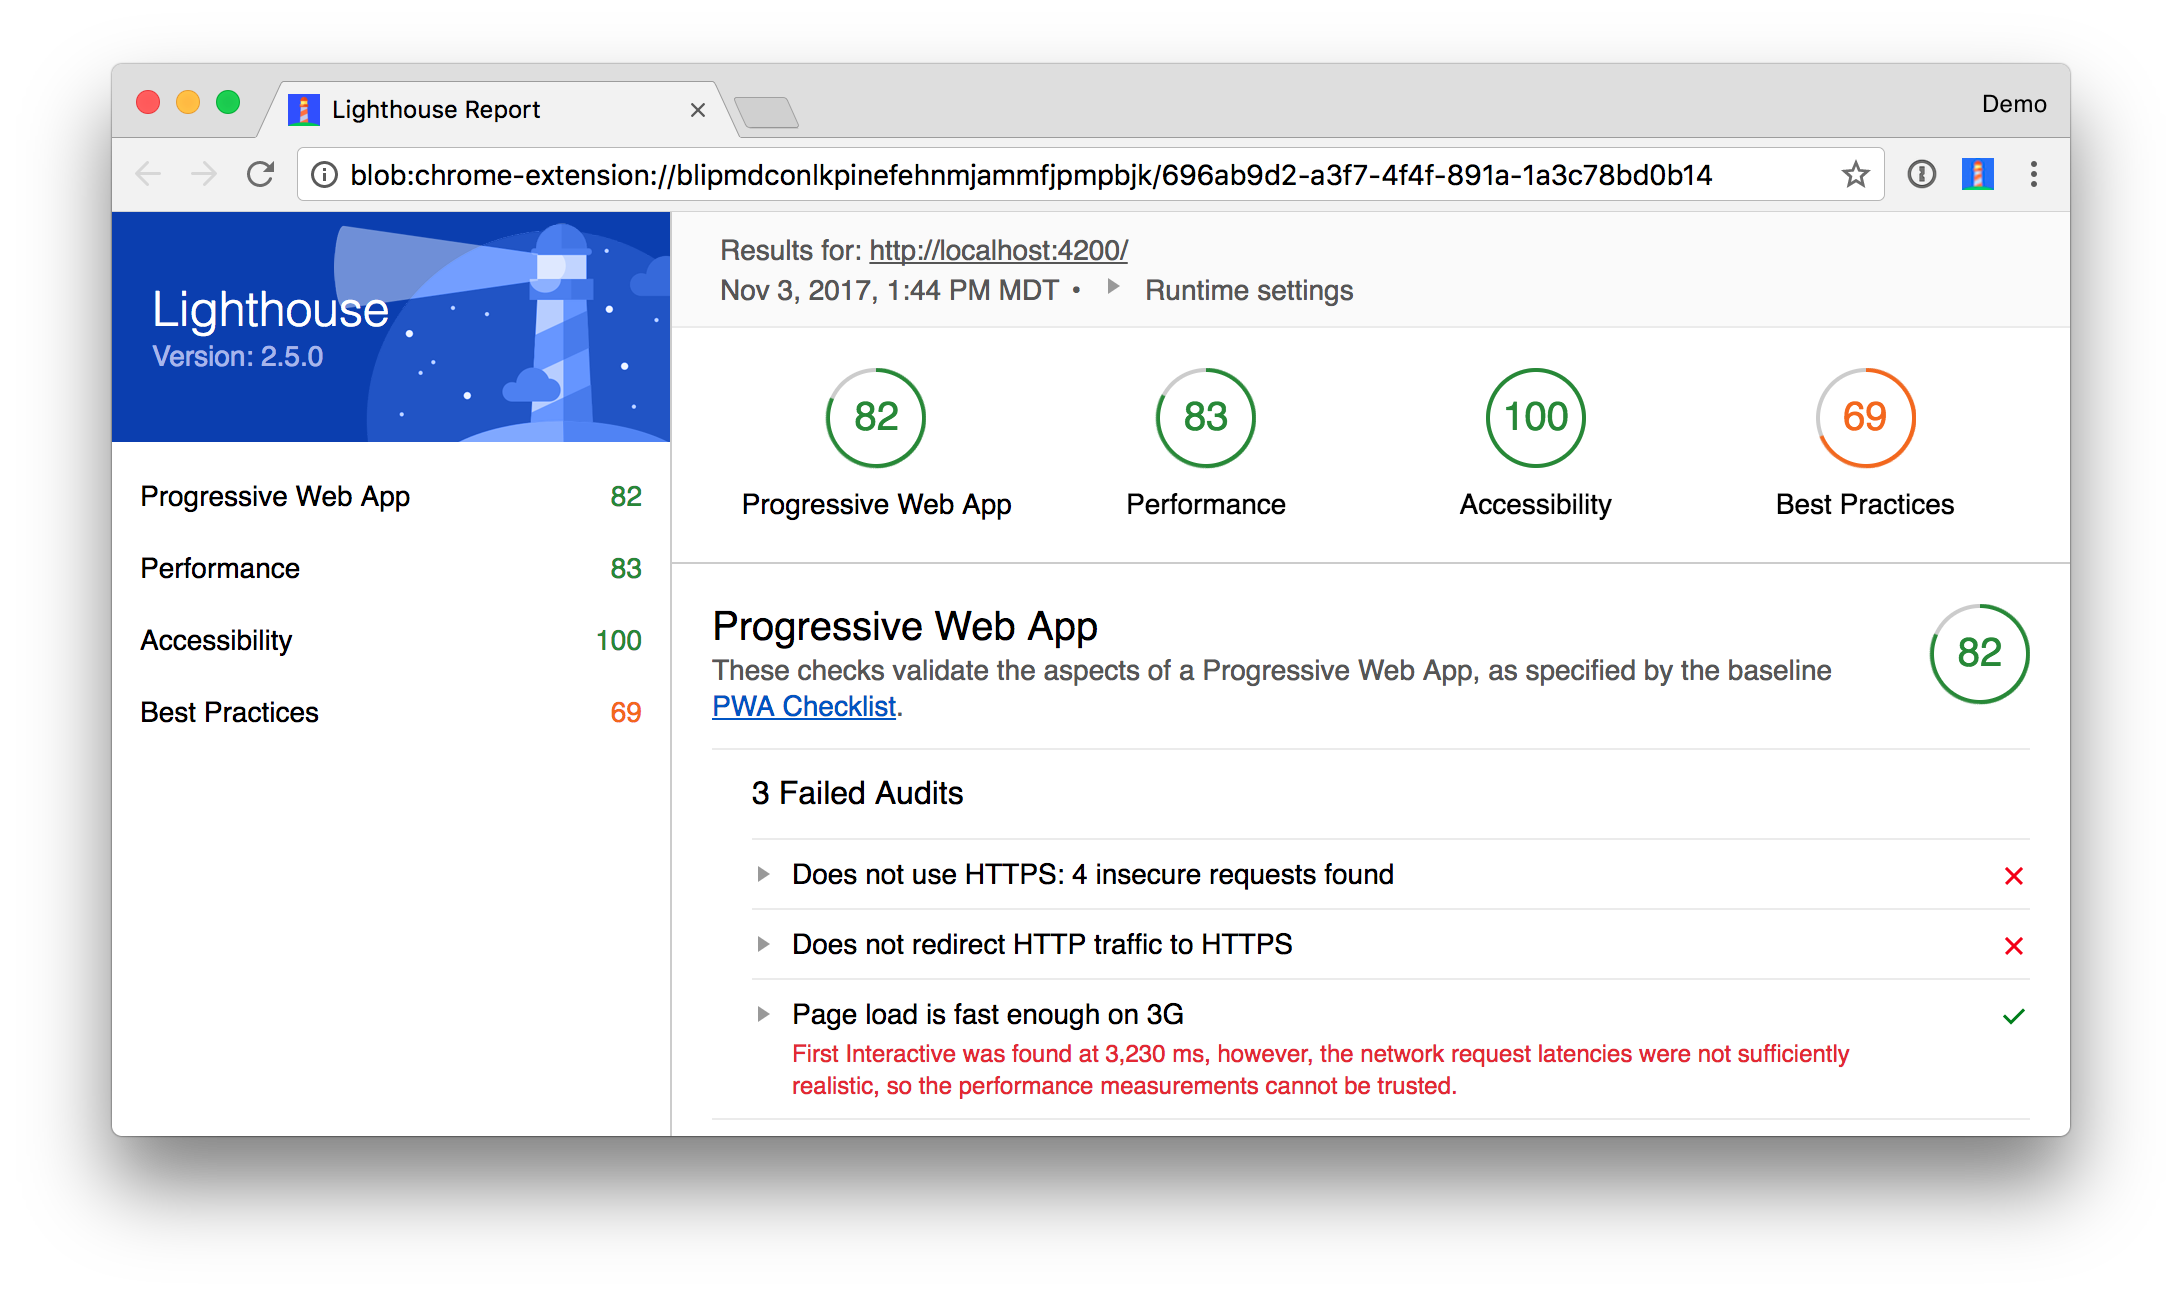 Lighthouse Report
Demo
blob:chrome-extension://blipmdconlkpinefehnmjammfjpmpbjk/696ab9d2-a3f7-4f4f-891a-1a3c78bd0b14
Lighthouse
Version: 2.5.0
Progressive Web App 82
Performance 83
Accessibility 100
Best Practices 69
Results for: http://localhost:4200/
Nov 3, 2017, 1:44 PM MDT • Runtime settings
82 83 100 69
Progressive Web App Performance Accessibility Best Practices
Progressive Web App
82
These checks validate the aspects of a Progressive Web App, as specified by the baseline
PWA Checklist.
3 Failed Audits
Does not use HTTPS: 4 insecure requests found
Does not redirect HTTP traffic to HTTPS
Page load is fast enough on 3G
First Interactive was found at 3,230 ms, however, the network request latencies were not sufficiently
realistic, so the performance measurements cannot be trusted.